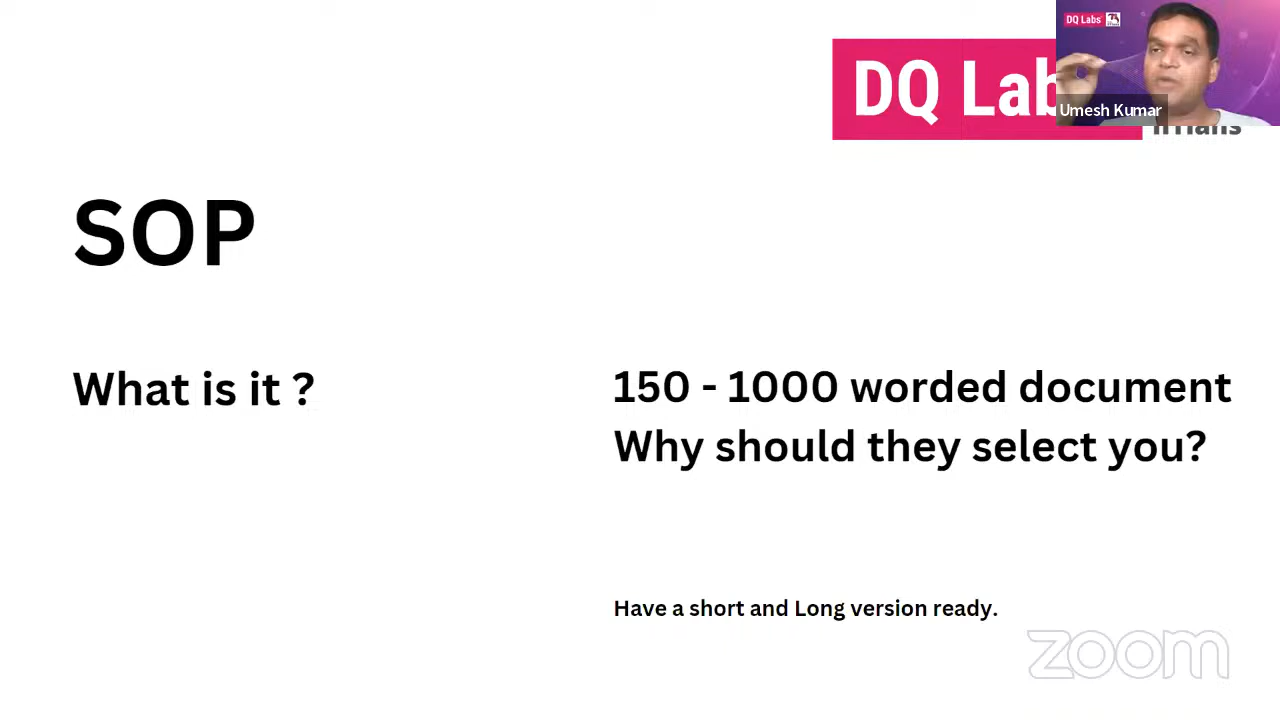 DQ Labs
DQ Lab
Umesh Kumar
SOP
What is it ?
150 - 1000 worded document
Why should they select you?
Have a short and Long version ready.
zoom